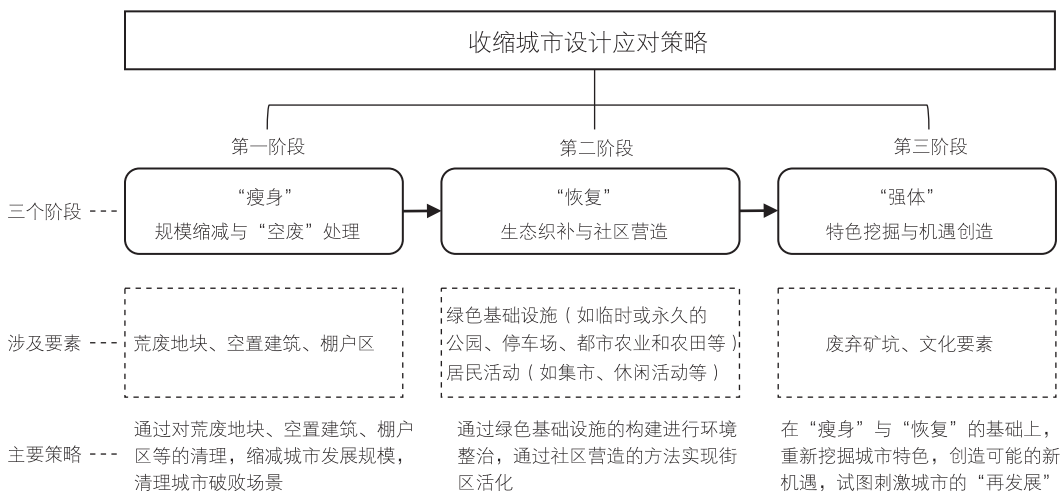 收缩城市设计应对策略
第一阶段
第二阶段
第三阶段
三个阶段
“瘦身”
规模缩减与“空废”处理
“恢复”
生态织补与社区营造
“强体”
特色挖掘与机遇创造
涉及要素
荒废地块、空置建筑、棚户区
绿色基础设施（如临时或永久的
公园、停车场、都市农业和农田等）
居民活动（如集市、休闲活动等）
废弃矿坑、文化要素
主要策略
通过对荒废地块、空置建筑、棚户
区等的清理，缩减城市发展规模，
清理城市破败场景
通过绿色基础设施的构建进行环境
整治，通过社区营造的方法实现街
区活化
在“瘦身”与“恢复”的基础上，
重新挖掘城市特色，创造可能的新
机遇，试图刺激城市的“再发展”